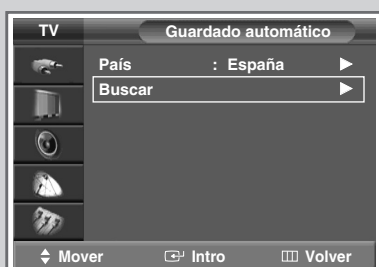 TV Guardado automático
País : España
Buscar
Mover Intro Volver